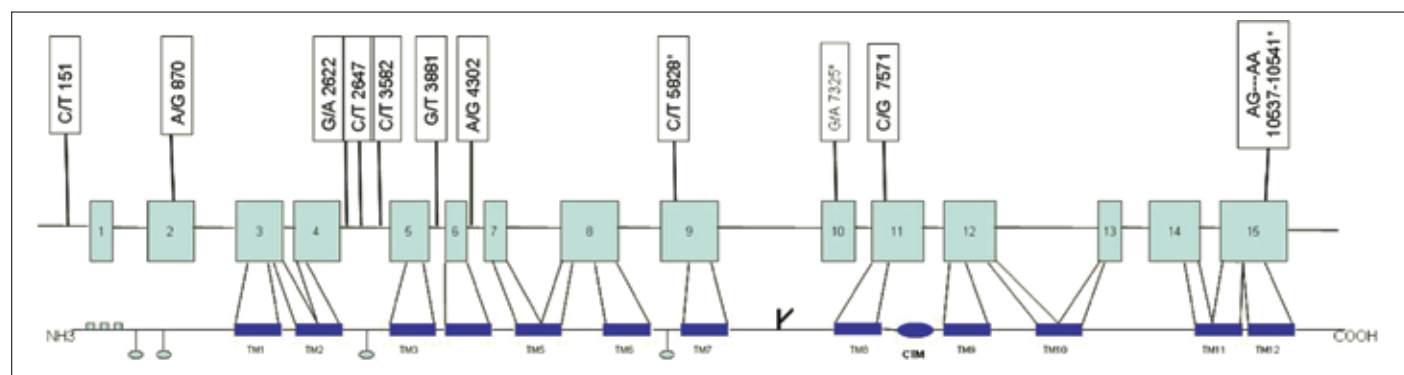 C/T 151
A/G 870
G/A 2622
C/T 2647
C/T 3582
G/T 3881
A/G 4302
C/T 5828*
G/A 7325*
C/G 7571
AG---AA
10537-10541*
1 2 3 4 5 6 7 8 9 10 11 12 13 14 15
NH3 COOH
TM1 TM2 TM3 TM5 TM6 TM7 TM8 CTM TM9 TM10 TM11 TM12